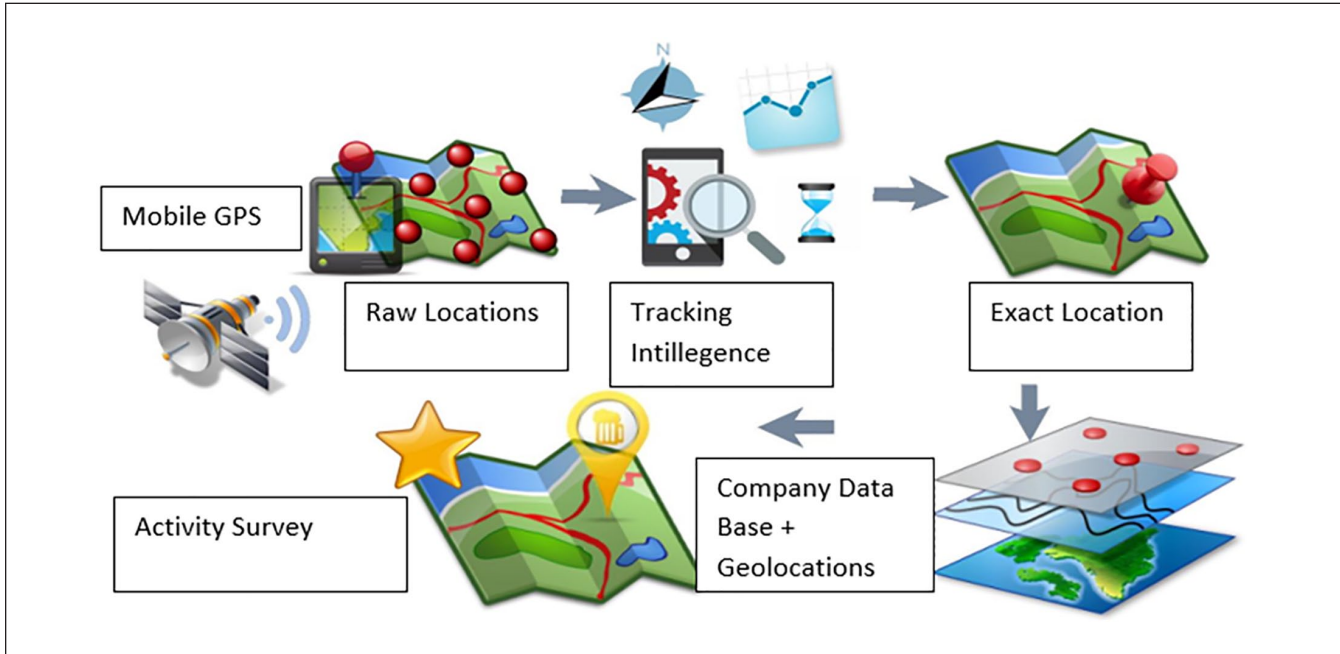 N
Mobile GPS
Raw Locations
Tracking
Intillegence
Exact Location
Activity Survey
Company Data
Base +
Geolocations